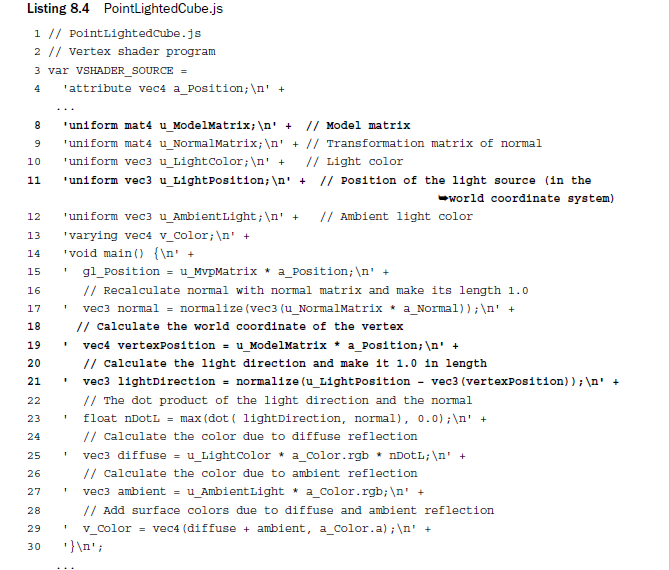 Listing 8.4 PointLightedCube.js
1 // PointLightedCube.js
2 // Vertex shader program
3 var VSHADER_SOURCE =
4 'attribute vec4 a_Position;\n' +
...
8 'uniform mat4 u_ModelMatrix;\n' + // Model matrix
9 'uniform mat4 u_NormalMatrix;\n' + // Transformation matrix of normal
10 'uniform vec3 u_LightColor;\n' + // Light color
11 'uniform vec3 u_LightPosition;\n' + // Position of the light source (in the
➥world coordinate system)
12 'uniform vec3 u_AmbientLight;\n' + // Ambient light color
13 'varying vec4 v_Color;\n' +
14 'void main() {\n' +
15 ' gl_Position = u_MvpMatrix * a_Position;\n' +
16 // Recalculate normal with normal matrix and make its length 1.0
17 ' vec3 normal = normalize(vec3(u_NormalMatrix * a_Normal));\n' +
18 // Calculate the world coordinate of the vertex
19 ' vec4 vertexPosition = u_ModelMatrix * a_Position;\n' +
20 // Calculate the light direction and make it 1.0 in length
21 ' vec3 lightDirection = normalize(u_LightPosition - vec3(vertexPosition));\n' +
22 // The dot product of the light direction and the normal
23 ' float nDotL = max(dot( lightDirection, normal), 0.0);\n' +
24 // Calculate the color due to diffuse reflection
25 ' vec3 diffuse = u_LightColor * a_Color.rgb * nDotL;\n' +
26 // Calculate the color due to ambient reflection
27 ' vec3 ambient = u_AmbientLight * a_Color.rgb;\n' +
28 // Add surface colors due to diffuse and ambient reflection
29 ' v_Color = vec4(diffuse + ambient, a_Color.a);\n' +
30 '}\n';
...